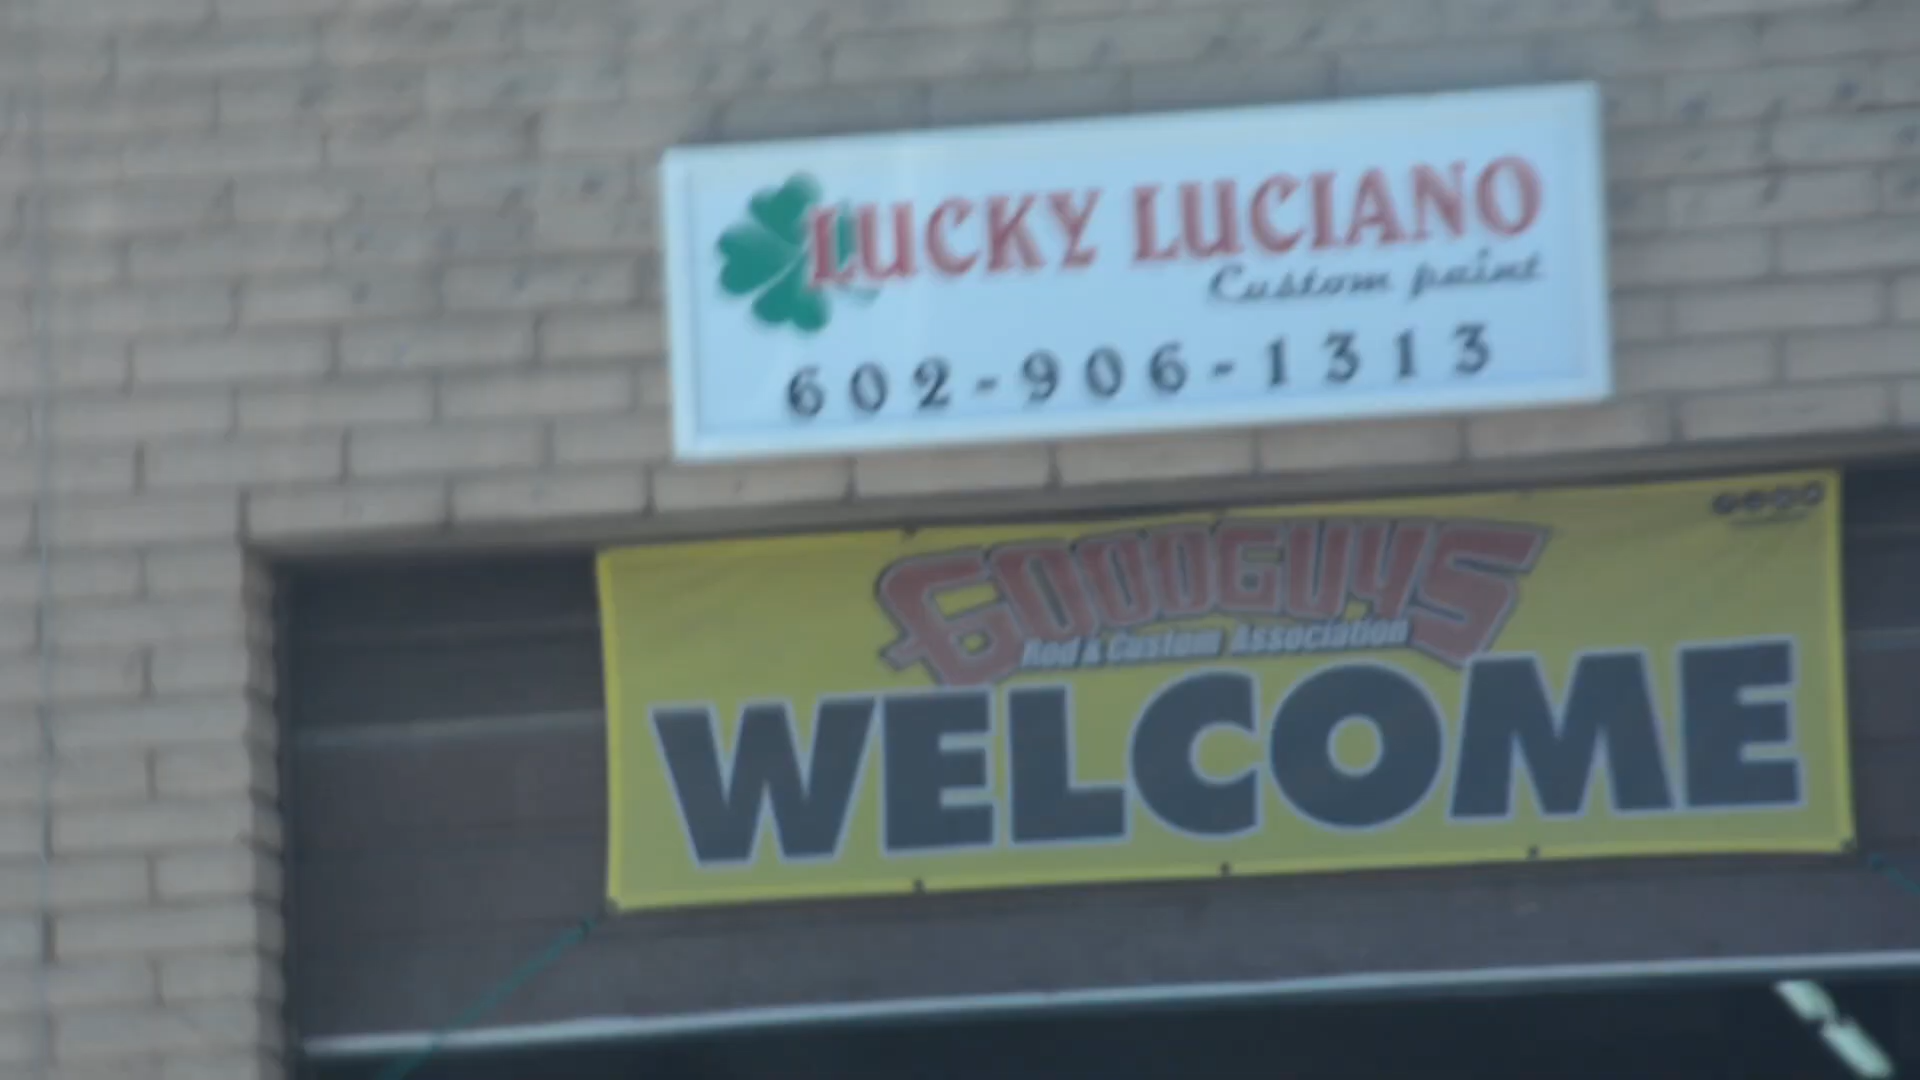 LUCKY LUCIANO
Custom paint
602-906-1313
GOODGUYS
Rod & Custom Association
WELCOME